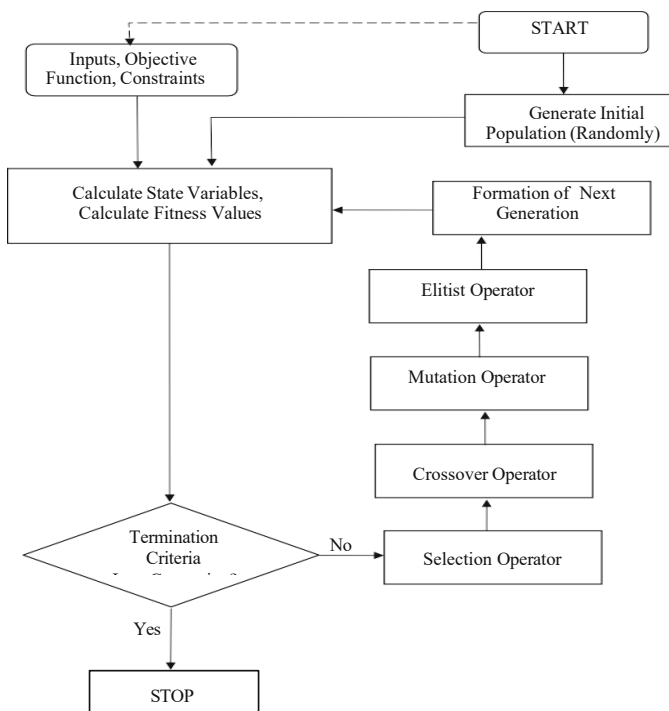 START
Inputs, Objective
Function, Constraints
Generate Initial
Population (Randomly)
Calculate State Variables,
Calculate Fitness Values
Formation of Next
Generation
Elitist Operator
Mutation Operator
Crossover Operator
Selection Operator
Termination
Criteria
No
Yes
STOP